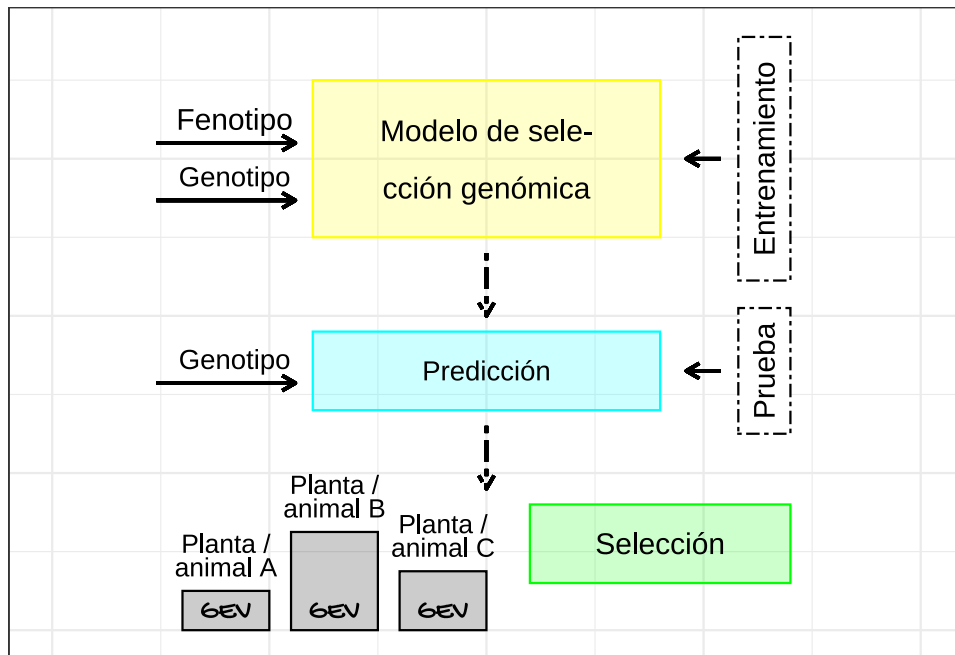 Fenotipo
Genotipo
Modelo de sele-
cción genómica
Entrenamiento
Genotipo
Predicción
Prueba
Planta /
animal A
Planta /
animal B
Planta /
animal C
GEV
GEV
GEV
Selección